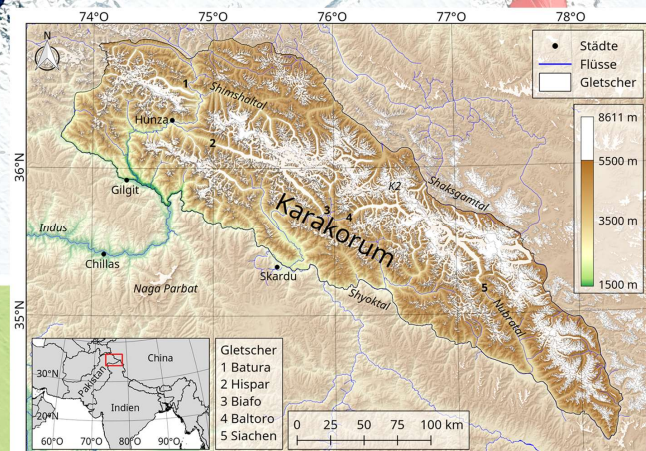 74°O 75°O 76°O 77°O 78°O
N
Städte
Flüsse
Gletscher
1
Shimshaltal
Hunza
2
8611 m
5500 m
3500 m
1500 m
36°N
K2
Shaksgamtal
Gilgit
3
4
Karakorum
Indus
Chillas
Skardu
Naga Parbat
Shyoktal
5
Nubratal
35°N
China
Pakistan
Indien
30°N
20°N
60°O 70°O 80°O 90°O
Gletscher
1 Batura
2 Hispar
3 Biafo
4 Baltoro
5 Siachen
0 25 50 75 100 km